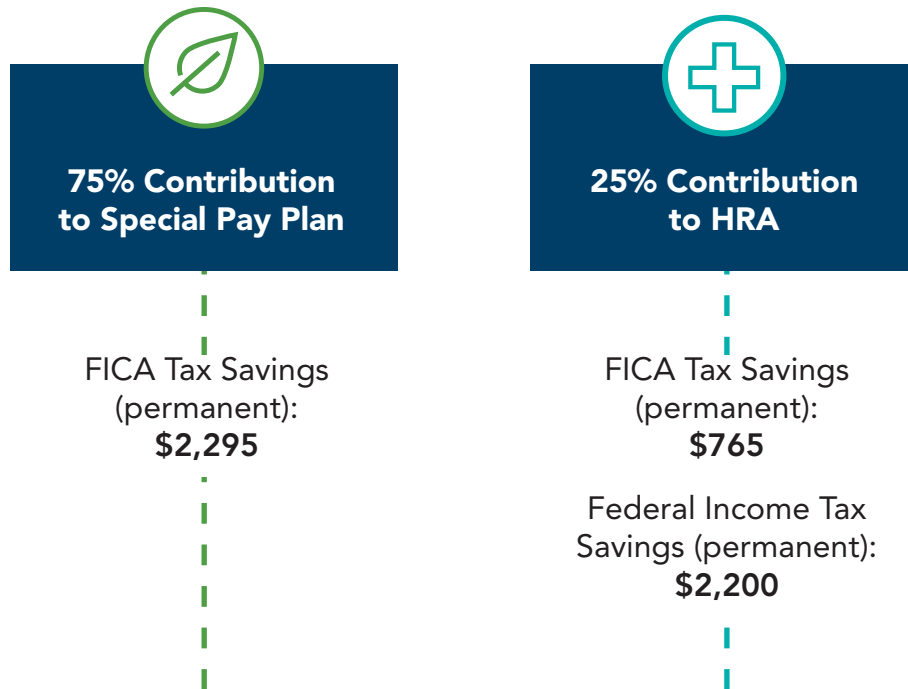 75% Contribution
to Special Pay Plan
FICA Tax Savings
(permanent):
$2,295
25% Contribution
to HRA
FICA Tax Savings
(permanent):
$765
Federal Income Tax
Savings (permanent):
$2,200